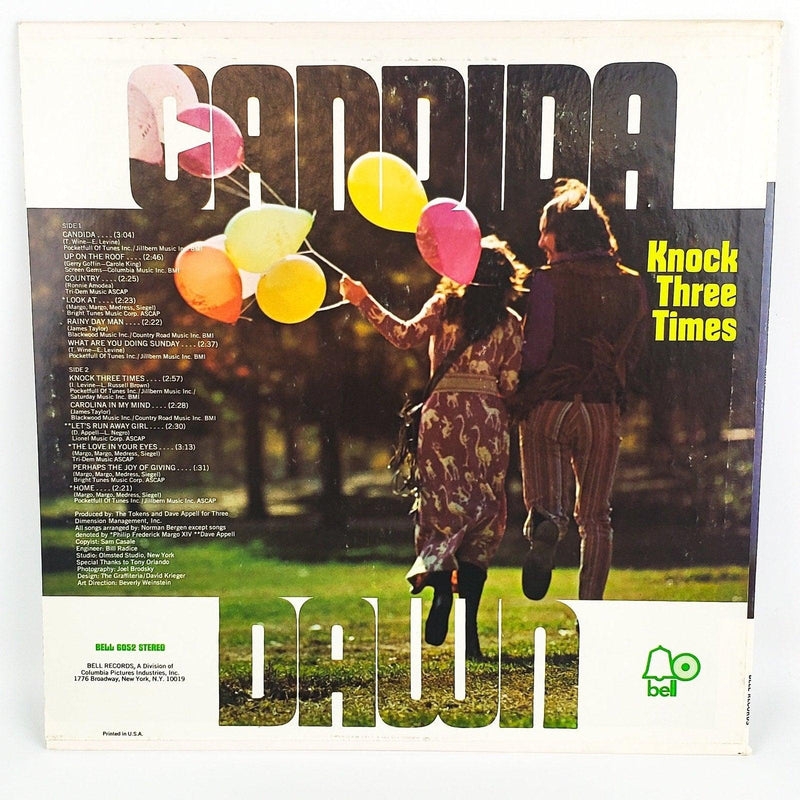 CANDIDA
Knock
Three
Times
SIDE 1
CANDIDA . . . . (3:04)
(T. Wine—E. Levine)
Pocketfull Of Tunes Inc./Jillbern Music Inc. BMI
UP ON THE ROOF . . . . (2:46)
(Gerry Goffin—Carole King)
Screen Gems—Columbia Music Inc. BMI
COUNTRY . . . . (2:25)
(Ronnie Amodea)
Tri-Dem Music ASCAP
*LOOK AT . . . . (2:23)
(Margo, Margo, Medress, Siegel)
Bright Tunes Music Corp. ASCAP
RAINY DAY MAN . . . . (2:22)
(James Taylor)
Blackwood Music Inc./Country Road Music Inc. BMI
WHAT ARE YOU DOING SUNDAY . . . . (2:37)
(T. Wine—E. Levine)
Pocketfull Of Tunes Inc./Jillbern Music Inc. BMI
SIDE 2
KNOCK THREE TIMES . . . . (2:57)
(I. Levine—L. Russell Brown)
Pocketfull Of Tunes Inc./Jillbern Music Inc./
Saturday Music Inc. BMI
CAROLINA IN MY MIND . . . . (2:28)
(James Taylor)
Blackwood Music Inc./Country Road Music Inc. BMI
**LET'S RUN AWAY GIRL . . . . (2:30)
(D. Appell—L. Negro)
Lionel Music Corp. ASCAP
*THE LOVE IN YOUR EYES . . . . (3:13)
(Margo, Margo, Medress, Siegel)
Tri-Dem Music ASCAP
PERHAPS THE JOY OF GIVING . . . . (:31)
(Margo, Margo, Medress, Siegel)
Bright Tunes Music Corp. ASCAP
*HOME . . . . (2:21)
(Margo, Margo, Medress, Siegel)
Pocketfull Of Tunes Inc./Jillbern Music Inc. ASCAP
Produced by: The Tokens and Dave Appell for Three
Dimension Management, Inc.
All songs arranged by: Norman Bergen except songs
denoted by *Philip Frederick Margo XIV **Dave Appell
Copyist: Sam Casale
Engineer: Bill Radice
Studio: Olmsted Studio, New York
Special Thanks to Tony Orlando
Photography: Joel Brodsky
Design: The Graffiteria/David Krieger
Art Direction: Beverly Weinstein
DAWN
BELL 6052 STEREO
BELL RECORDS, A Division of
Columbia Pictures Industries, Inc.
1776 Broadway, New York, N.Y. 10019
bell
Printed in U.S.A.